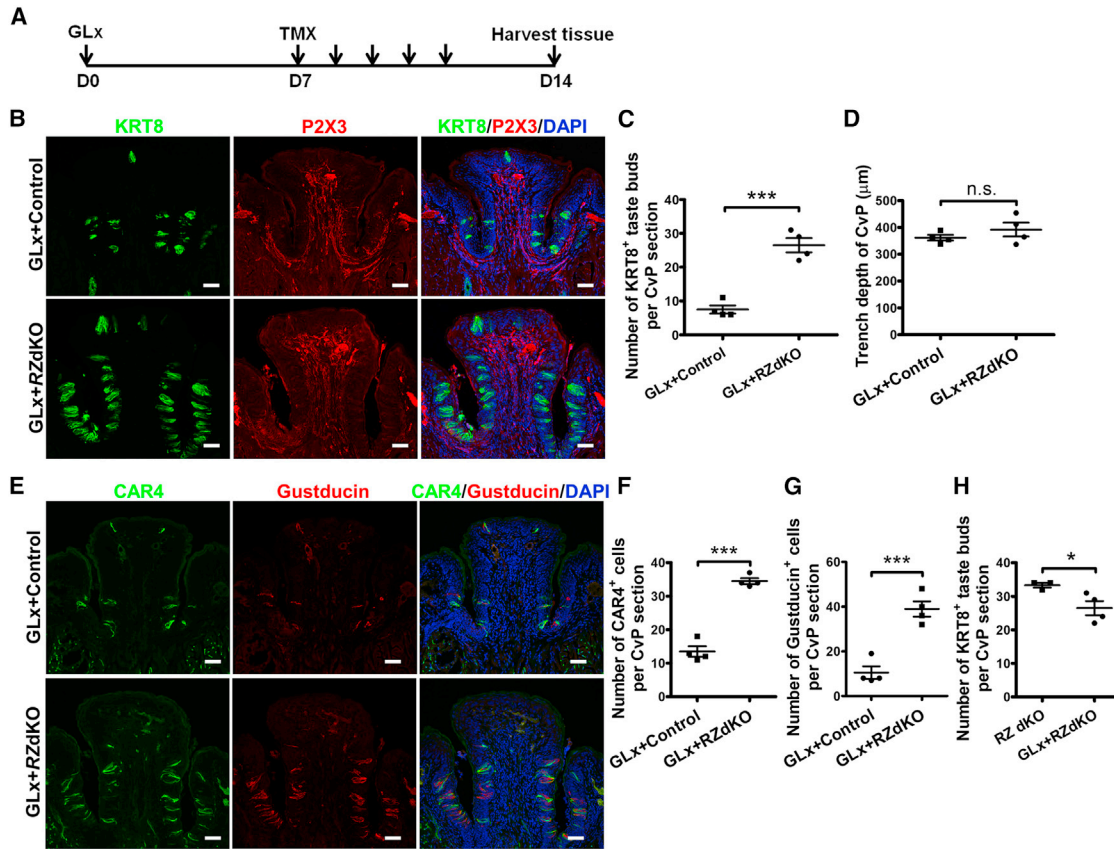 A
GLx
TMX
Harvest tissue
D0
D7
D14
B
KRT8
P2X3
KRT8/P2X3/DAPI
GLx+Control
GLx+RZdKO
C
Number of KRT8+ taste buds
per CvP section
40
30
20
10
0
***
GLx+Control
GLx+RZdKO
D
Trench depth of CvP (μm)
500
400
300
200
100
0
n.s.
GLx+Control
GLx+RZdKO
E
CAR4
Gustducin
CAR4/Gustducin/DAPI
GLx+Control
GLx+RZdKO
F
Number of CAR4+ cells
per CvP section
40
30
20
10
0
***
GLx+Control
GLx+RZdKO
G
Number of Gustducin+ cells
per CvP section
60
40
20
0
***
GLx+Control
GLx+RZdKO
H
Number of KRT8+ taste buds
per CvP section
40
30
20
10
0
*
RZ dKO
GLx+RZdKO